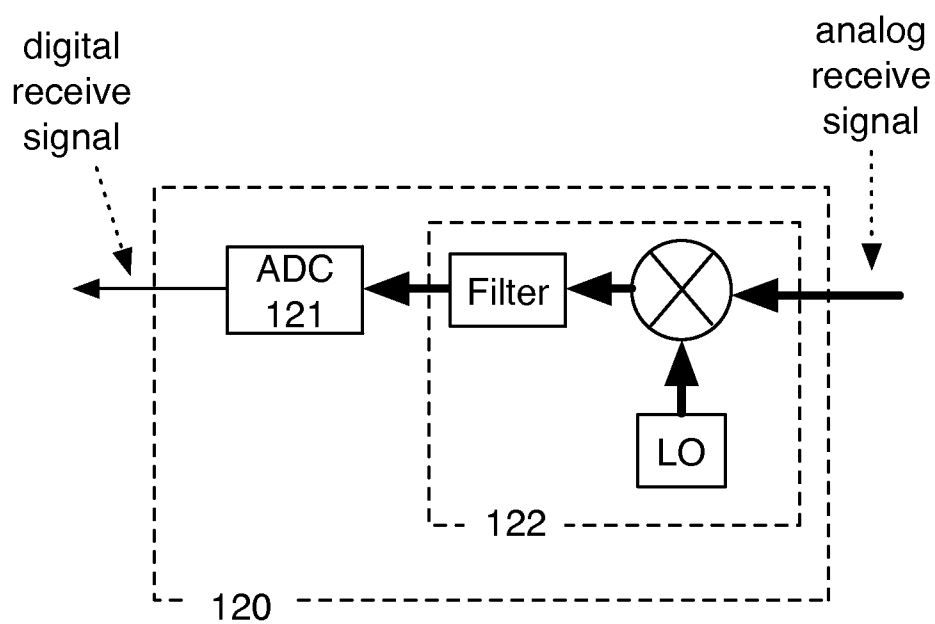 digital
receive
signal
analog
receive
signal
ADC
121
Filter
LO
122
120